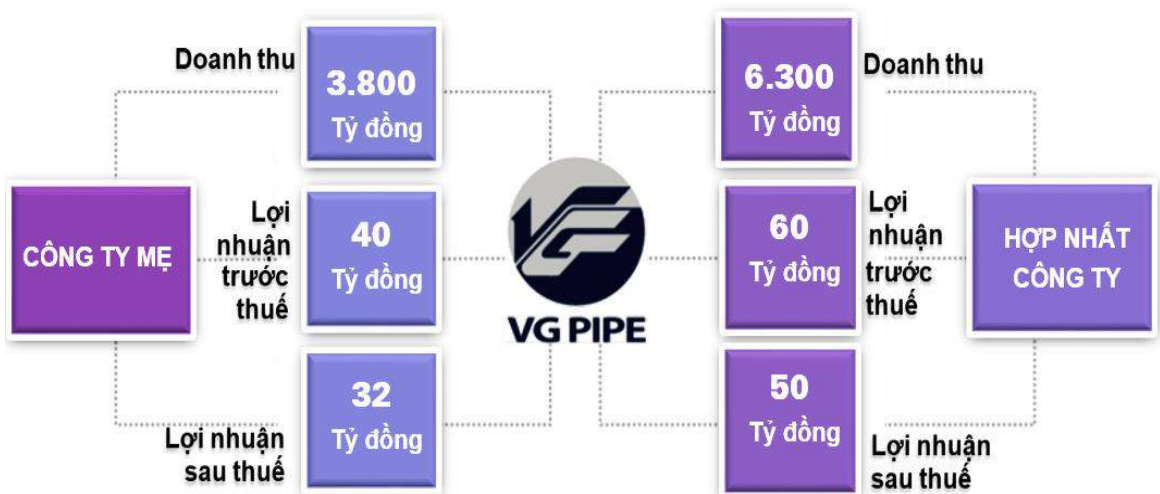 Doanh thu
3.800
Tỷ đồng
6.300
Tỷ đồng
Doanh thu
CÔNG TY MẸ
Lợi
nhuận
trước
thuế
40
Tỷ đồng
VG PIPE
60
Tỷ đồng
Lợi
nhuận
trước
thuế
HỢP NHẤT
CÔNG TY
Lợi nhuận
sau thuế
32
Tỷ đồng
50
Tỷ đồng
Lợi nhuận
sau thuế